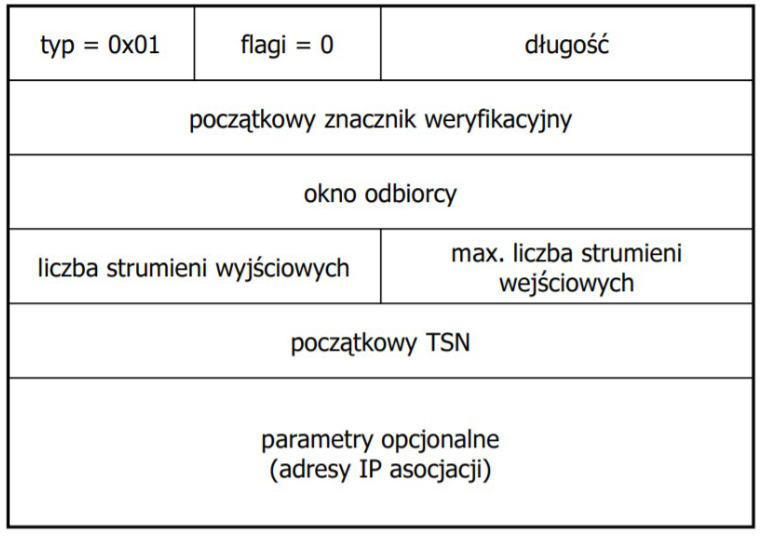 typ = 0x01
flagi = 0
długość
początkowy znacznik weryfikacyjny
okno odbiorcy
liczba strumieni wyjściowych
max. liczba strumieni
wejściowych
początkowy TSN
parametry opcjonalne
(adresy IP asocjacji)